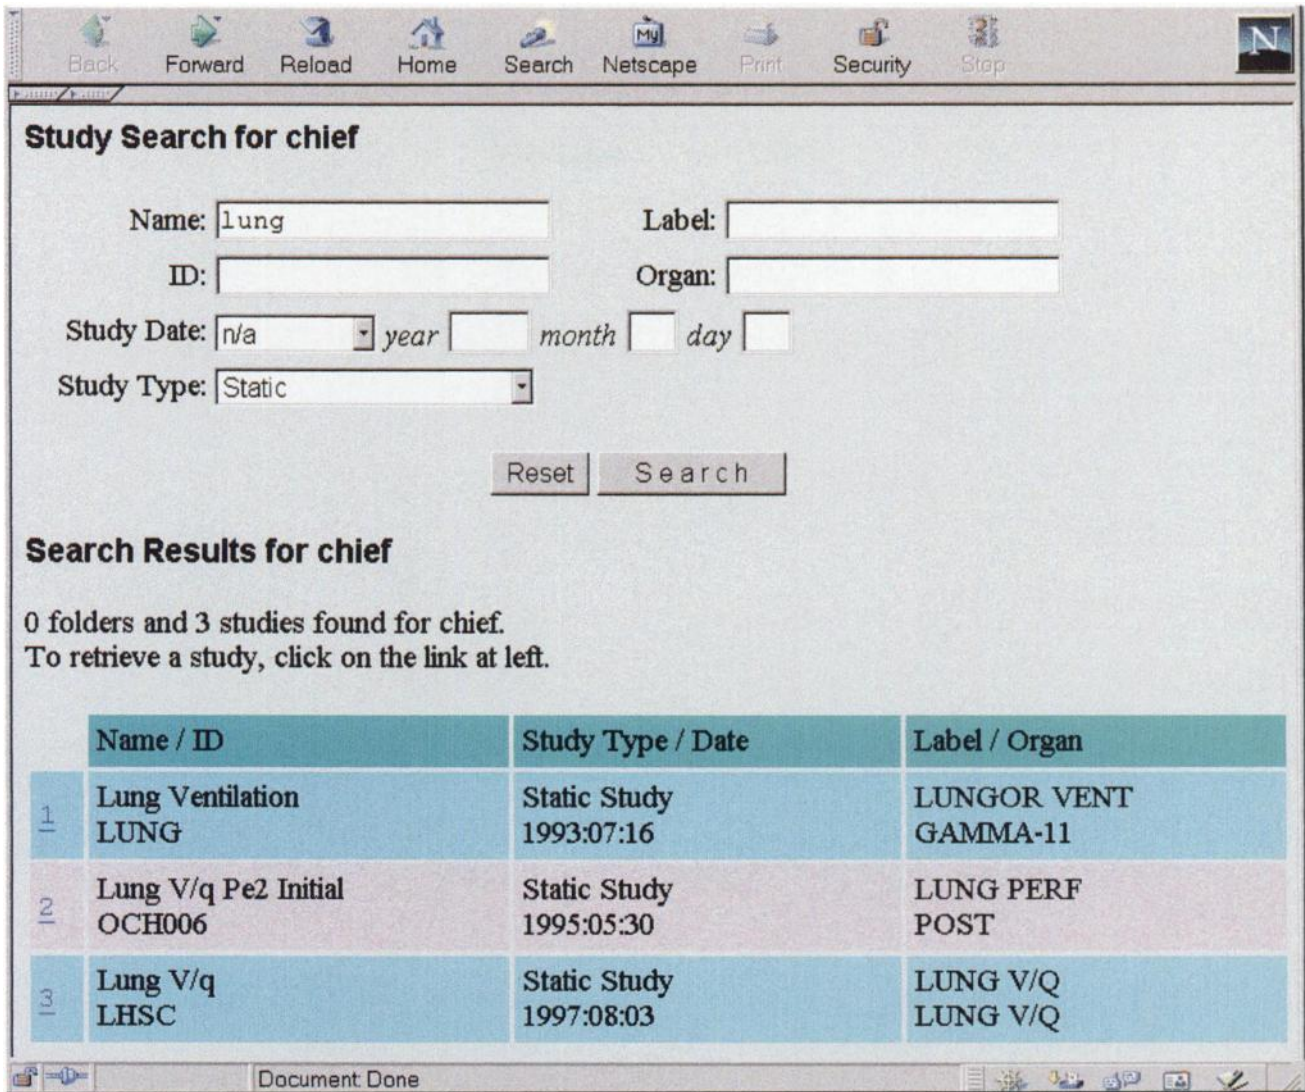 Back Forward Reload Home Search Netscape Print Security Stop
My
N
Study Search for chief
Name: lung Label:
ID: Organ:
Study Date: n/a year month day
Study Type: Static
Reset Search
Search Results for chief
0 folders and 3 studies found for chief.
To retrieve a study, click on the link at left.
Name / ID Study Type / Date Label / Organ
1 Lung Ventilation Static Study LUNGOR VENT
LUNG 1993:07:16 GAMMA-11
2 Lung V/q Pe2 Initial Static Study LUNG PERF
OCH006 1995:05:30 POST
3 Lung V/q Static Study LUNG V/Q
LHSC 1997:08:03 LUNG V/Q
Document: Done